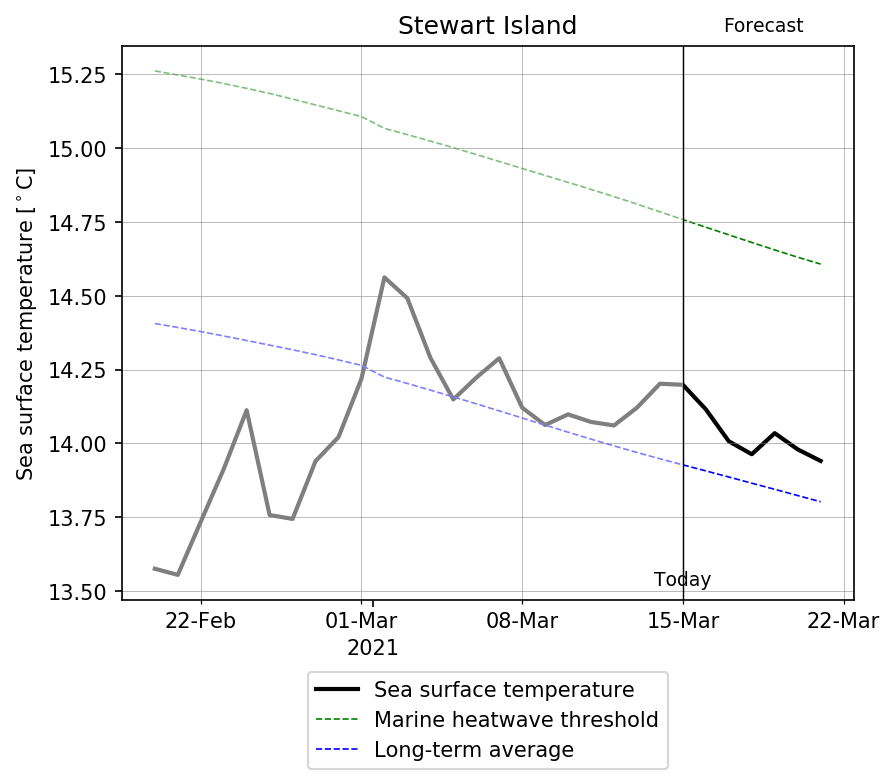 Stewart Island
Forecast
Sea surface temperature [°C]
15.25
15.00
14.75
14.50
14.25
14.00
13.75
13.50
Today
22-Feb 01-Mar 08-Mar 15-Mar 22-Mar
2021
Sea surface temperature
Marine heatwave threshold
Long-term average